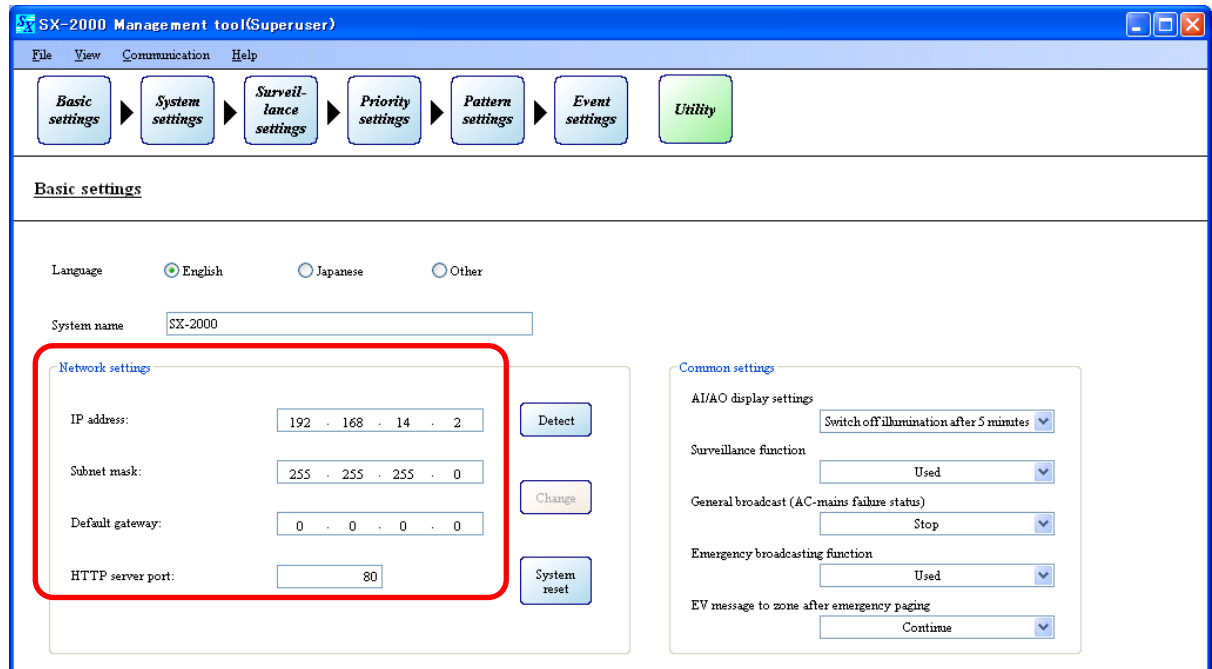 SX-2000 Management tool(Superuser)
File View Communication Help
Basic settings
System settings
Surveil-lance settings
Priority settings
Pattern settings
Event settings
Utility
Basic settings
Language English Japanese Other
System name SX-2000
Network settings
IP address: 192 . 168 . 14 . 2 Detect
Subnet mask: 255 . 255 . 255 . 0
Change
Default gateway: 0 . 0 . 0 . 0
HTTP server port: 80
System reset
Common settings
AI/AO display settings
Switch off illumination after 5 minutes
Surveillance function
Used
General broadcast (AC-mains failure status)
Stop
Emergency broadcasting function
Used
EV message to zone after emergency paging
Continue